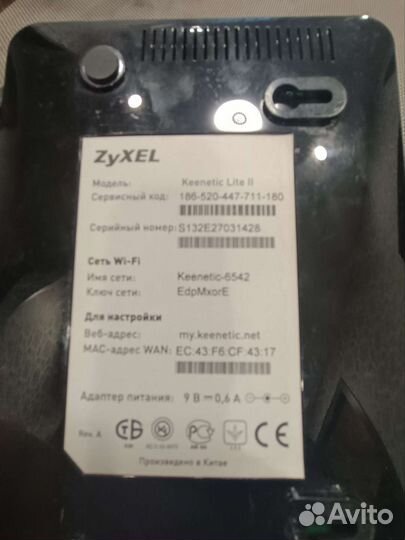 ZyXEL
Модель: Keenetic Lite II
Сервисный код: 186-520-447-711-180
Серийный номер: S132E27031428
Сеть Wi-Fi
Имя сети: Keenetic-6542
Ключ сети: EdpMxorE
Для настройки
Веб-адрес: my.keenetic.net
MAC-адрес WAN: EC:43:F6:CF:43:17
Адаптер питания: 9 В 0,6 А
Rev. A
CE
Произведено в Китае
Avito